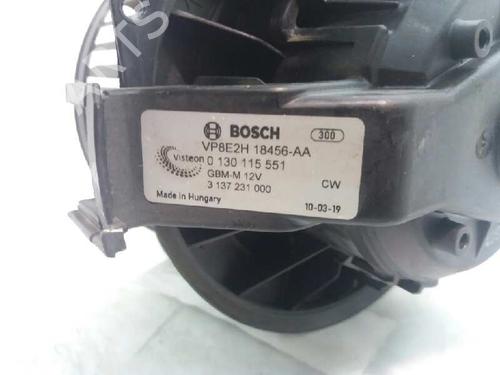 BOSCH
300
VP8E2H 18456-AA
Visteon
0 130 115 551
GBM-M 12V
CW
3 137 231 000
Made in Hungary
10-03-19